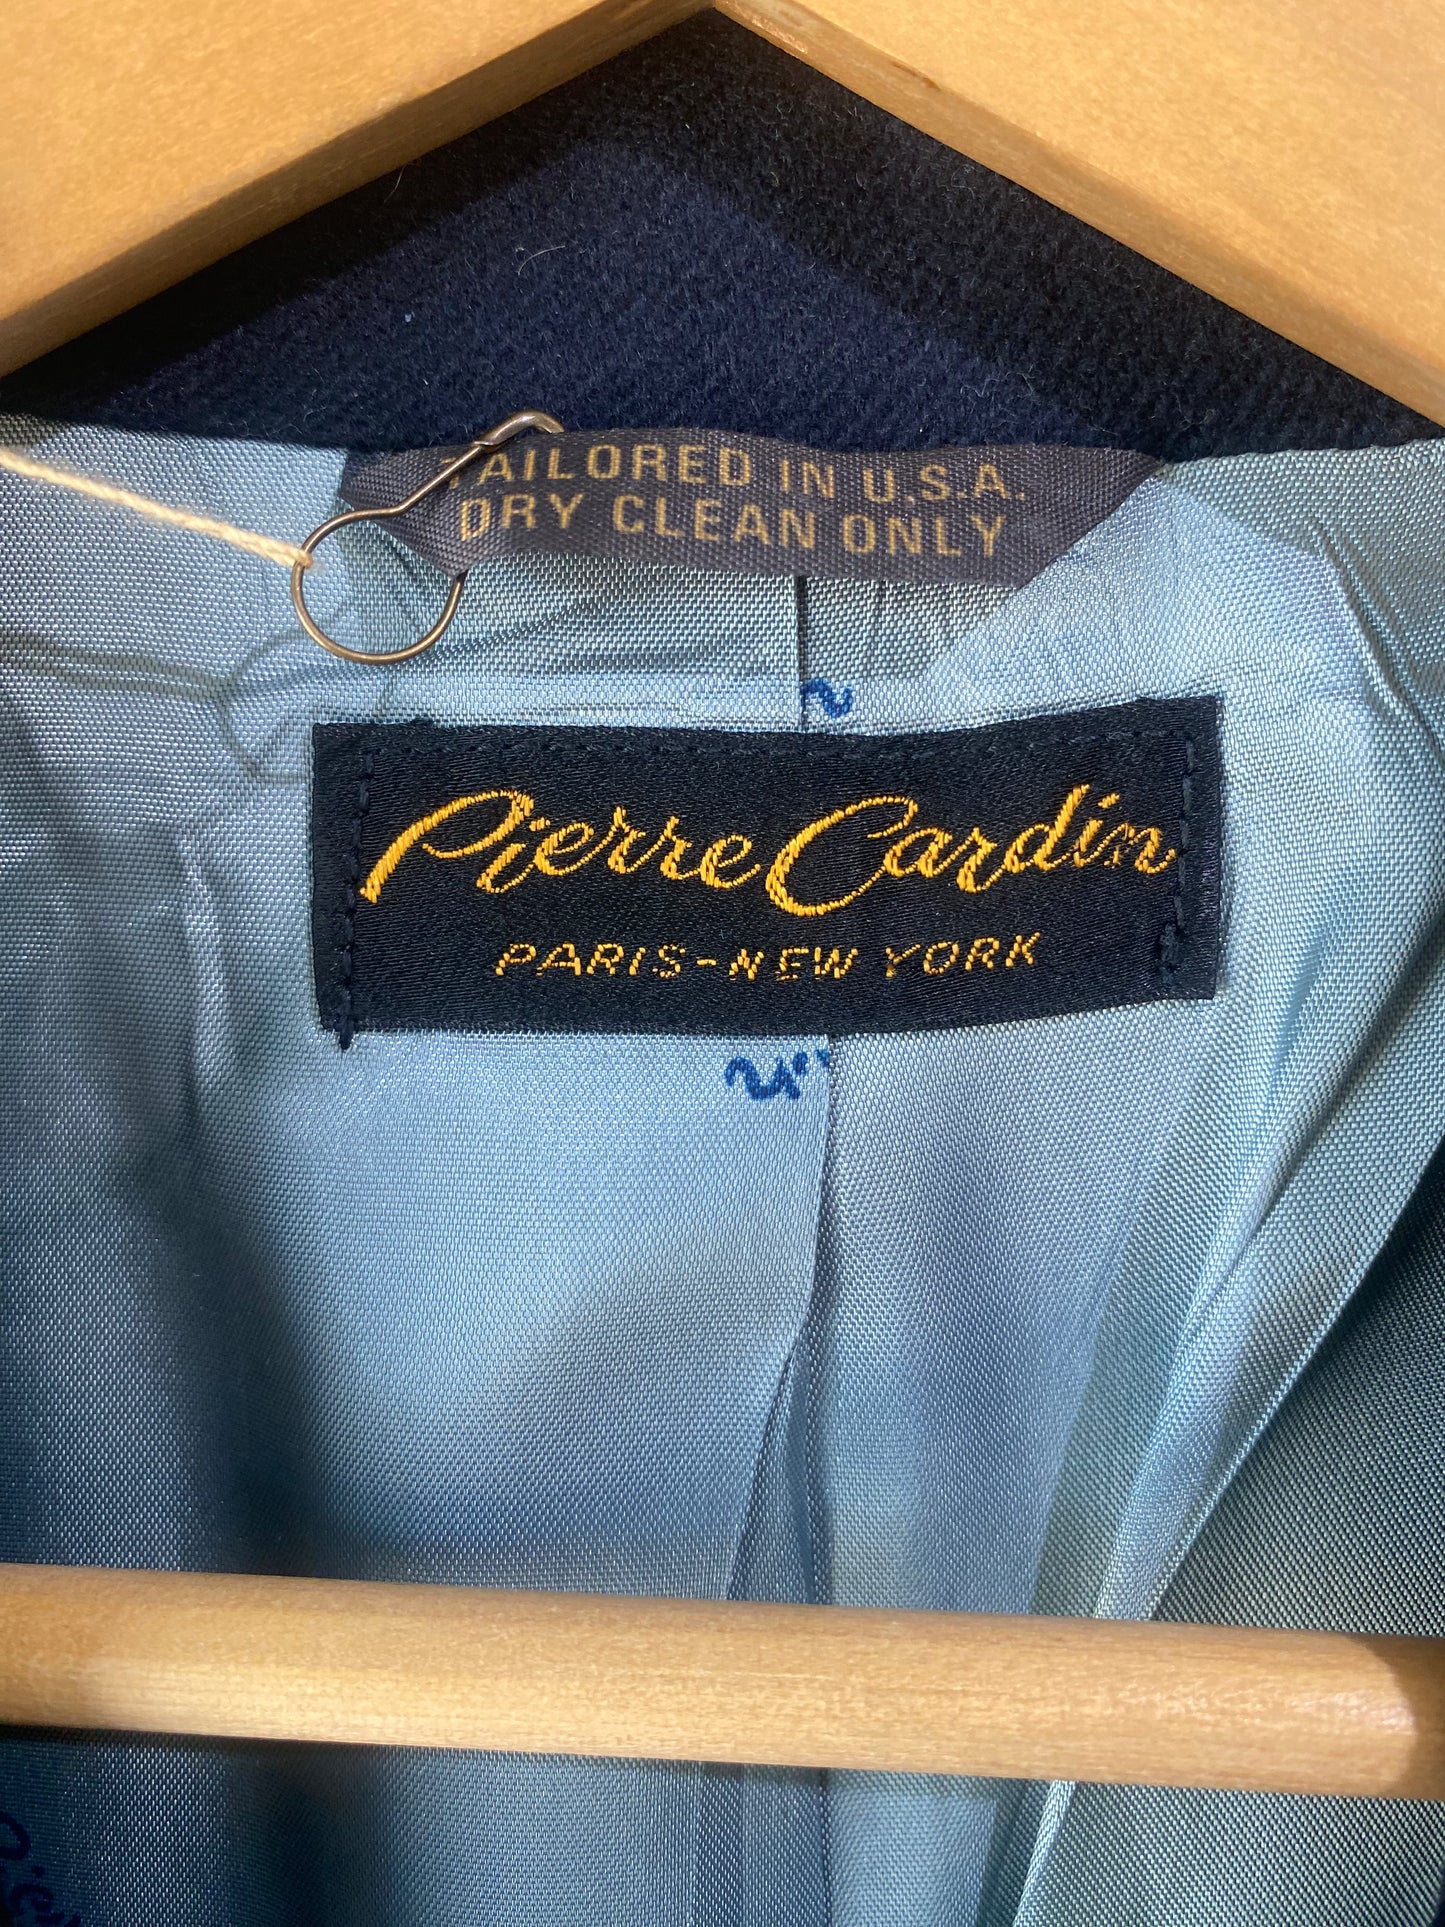 TAILORED IN U.S.A.
DRY CLEAN ONLY
Pierre Cardin
PARIS-NEW YORK